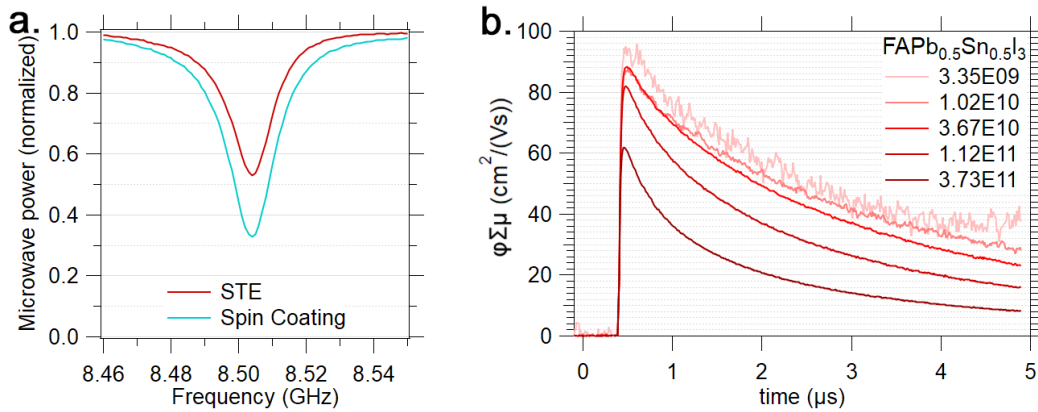 a.
Microwave power (normalized)
1.0
0.8
0.6
0.4
0.2
0.0
STE
Spin Coating
8.46 8.48 8.50 8.52 8.54
Frequency (GHz)
b.
φΣμ (cm²/(Vs))
100
80
60
40
20
0
FAPb₀.₅Sn₀.₅I₃
3.35E09
1.02E10
3.67E10
1.12E11
3.73E11
0 1 2 3 4 5
time (μs)